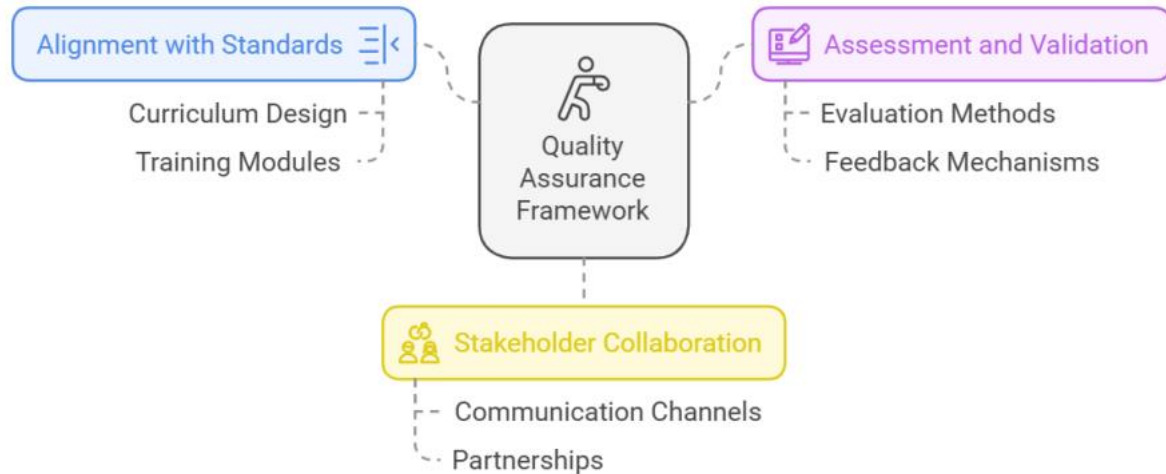 Alignment with Standards
Curriculum Design
Training Modules
Quality
Assurance
Framework
Assessment and Validation
Evaluation Methods
Feedback Mechanisms
Stakeholder Collaboration
Communication Channels
Partnerships